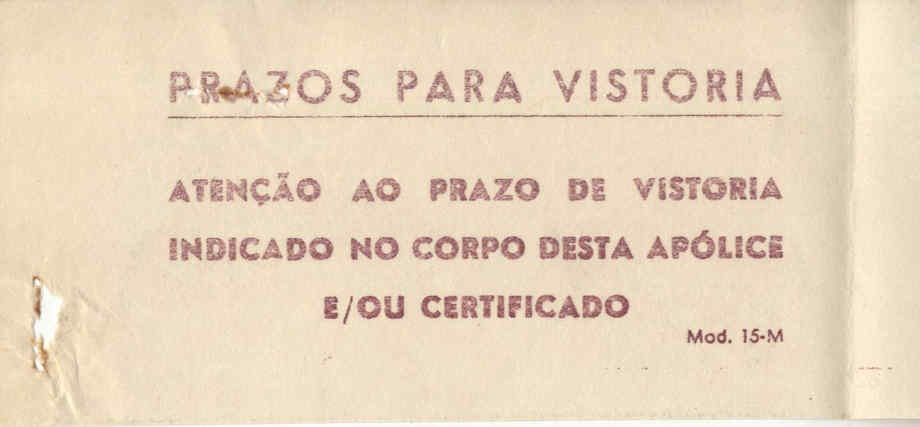 PRAZOS PARA VISTORIA
ATENÇÃO AO PRAZO DE VISTORIA
INDICADO NO CORPO DESTA APÓLICE
E/OU CERTIFICADO
Mod. 15-M